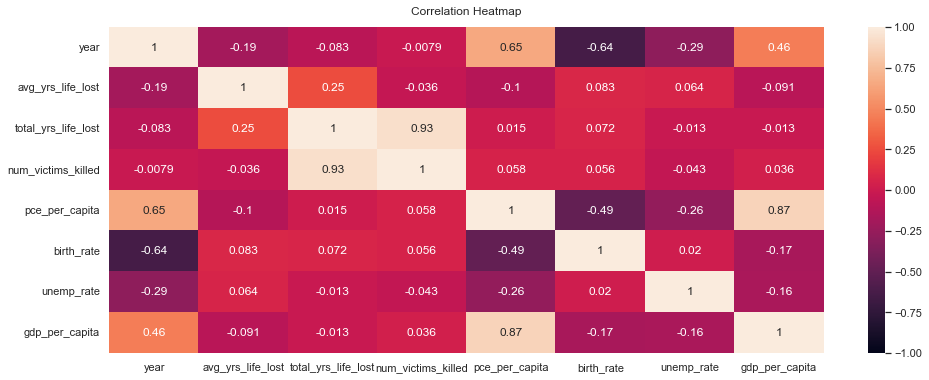 Correlation Heatmap
year 1 -0.19 -0.083 -0.0079 0.65 -0.64 -0.29 0.46
avg_yrs_life_lost -0.19 1 0.25 -0.036 -0.1 0.083 0.064 -0.091
total_yrs_life_lost -0.083 0.25 1 0.93 0.015 0.072 -0.013 -0.013
num_victims_killed -0.0079 -0.036 0.93 1 0.058 0.056 -0.043 0.036
pce_per_capita 0.65 -0.1 0.015 0.058 1 -0.49 -0.26 0.87
birth_rate -0.64 0.083 0.072 0.056 -0.49 1 0.02 -0.17
unemp_rate -0.29 0.064 -0.013 -0.043 -0.26 0.02 1 -0.16
gdp_per_capita 0.46 -0.091 -0.013 0.036 0.87 -0.17 -0.16 1
year avg_yrs_life_lost total_yrs_life_lost num_victims_killed pce_per_capita birth_rate unemp_rate gdp_per_capita
1.00
0.75
0.50
0.25
0.00
−0.25
−0.50
−0.75
−1.00